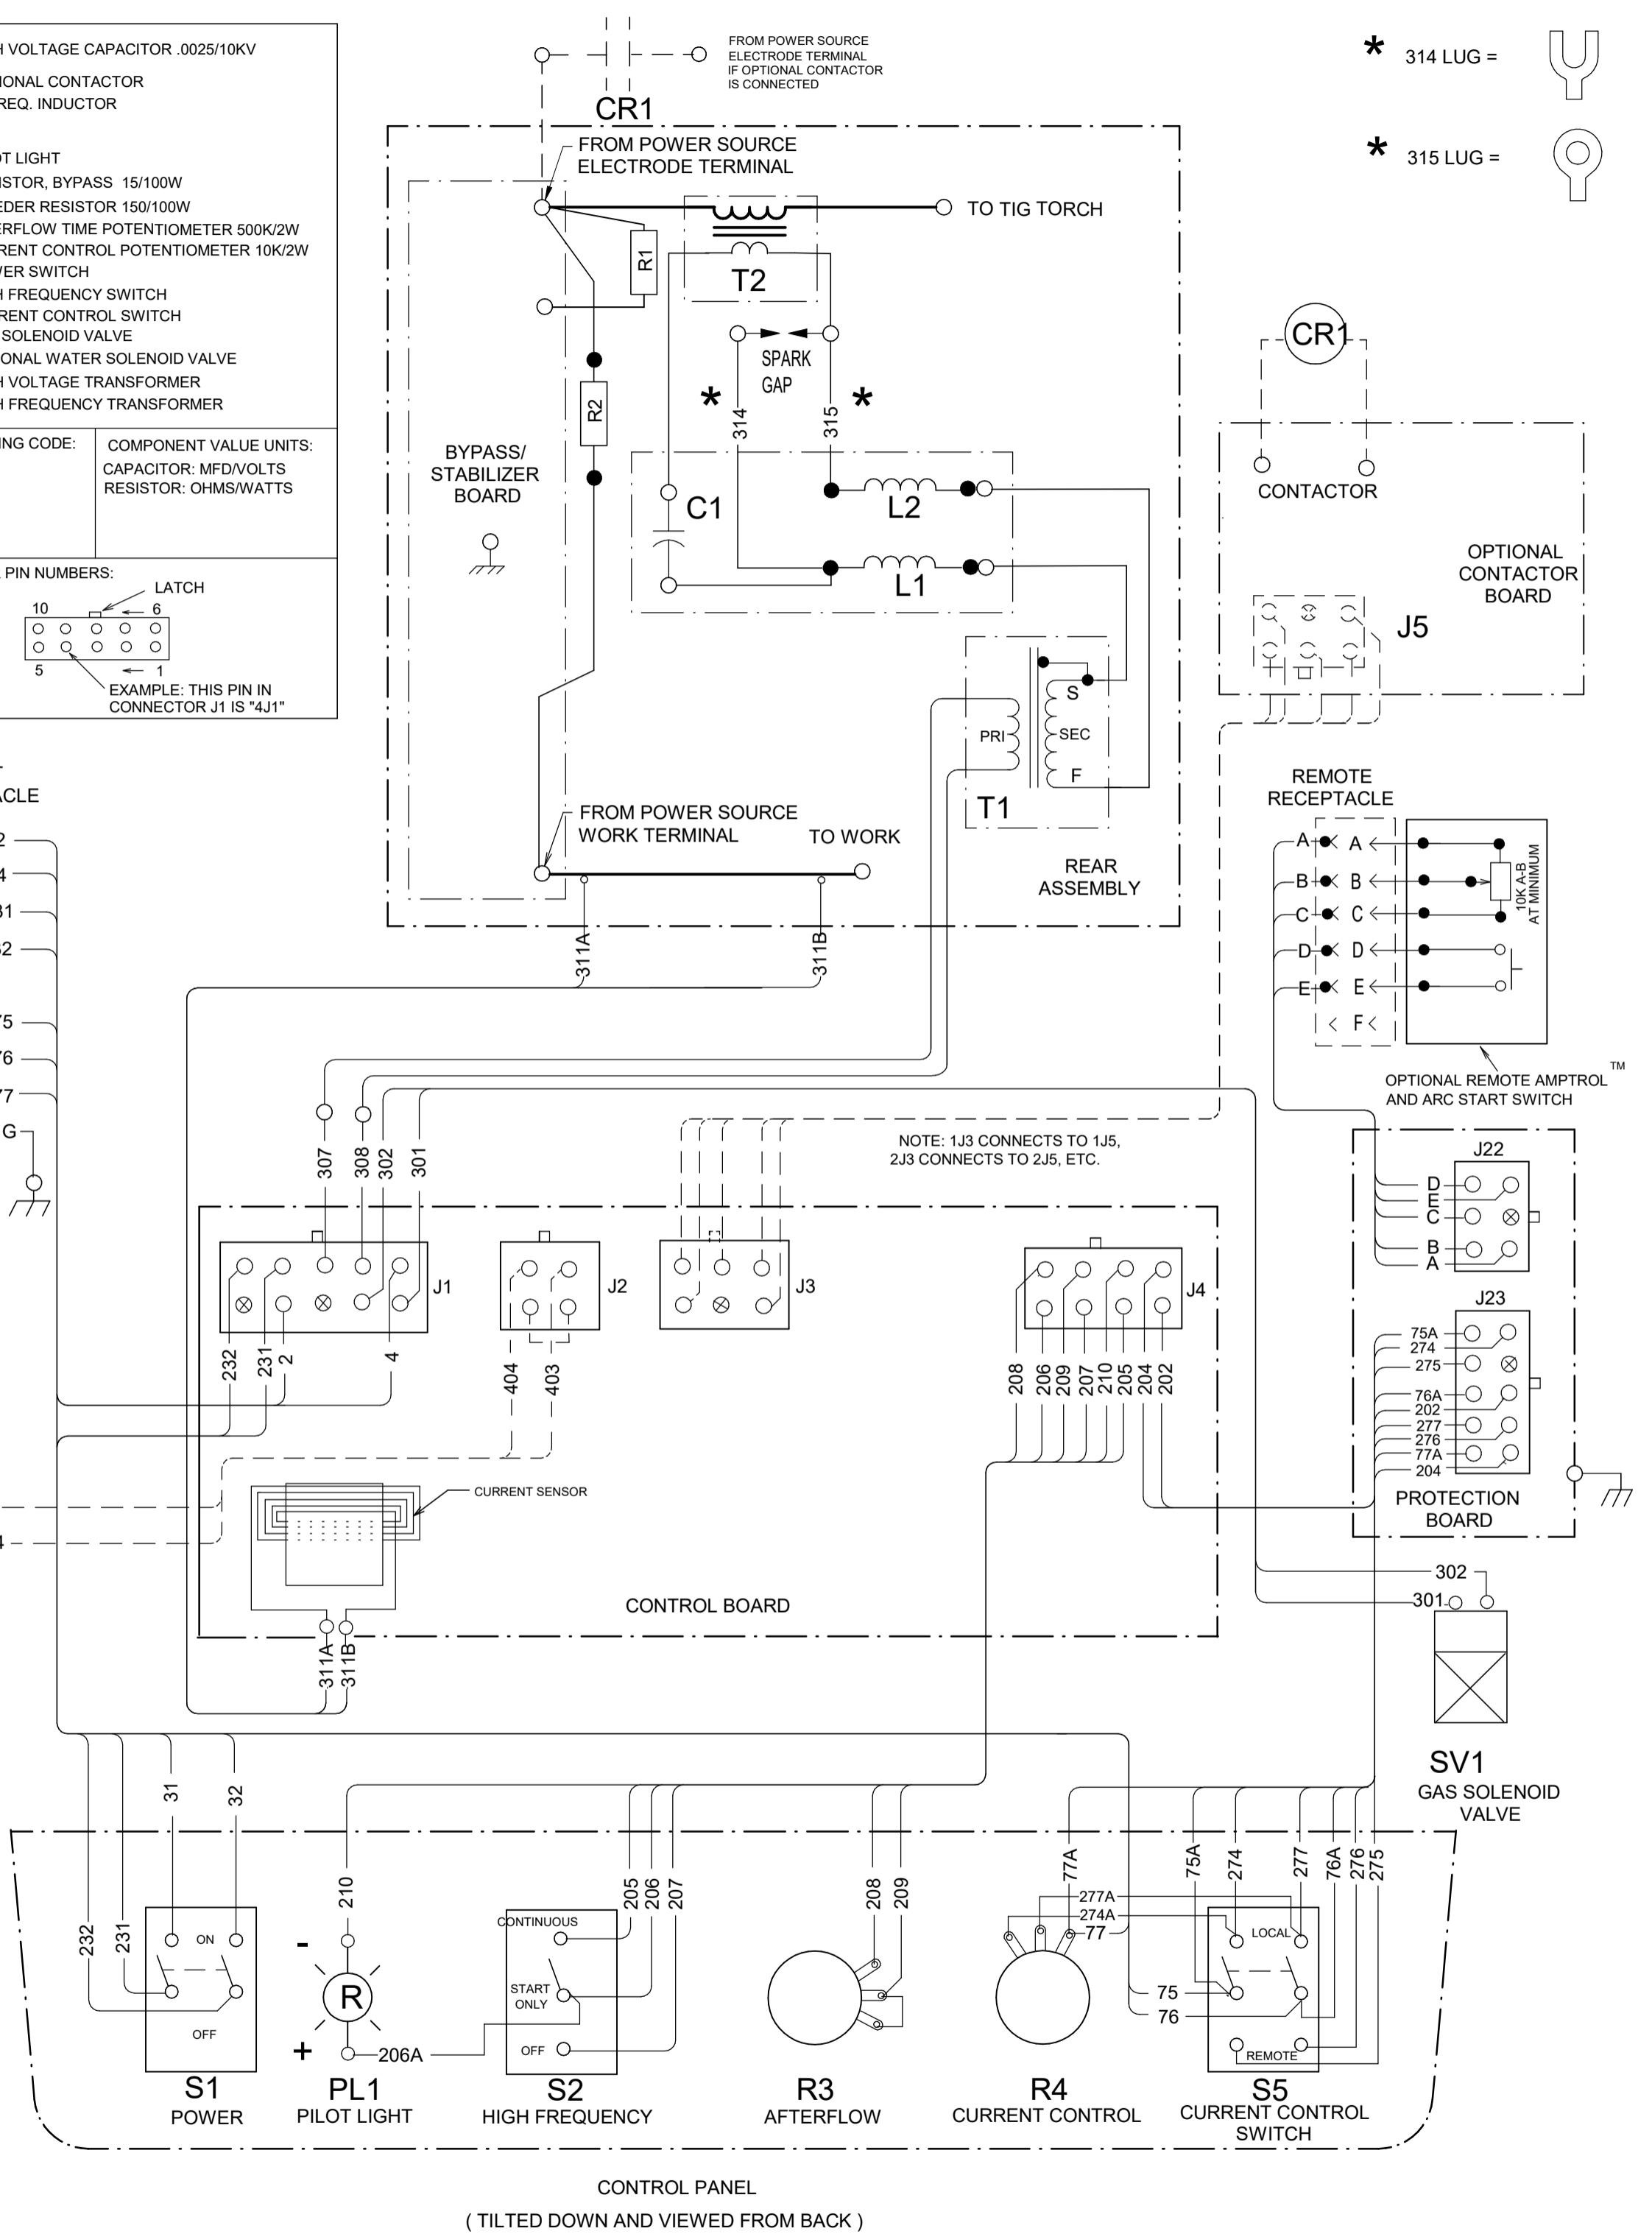 H VOLTAGE CAPACITOR .0025/10KV
IONAL CONTACTOR
REQ. INDUCTOR
OT LIGHT
ISTOR, BYPASS 15/100W
EDER RESISTOR 150/100W
ERFLOW TIME POTENTIOMETER 500K/2W
RRENT CONTROL POTENTIOMETER 10K/2W
WER SWITCH
H FREQUENCY SWITCH
RRENT CONTROL SWITCH
SOLENOID VALVE
IONAL WATER SOLENOID VALVE
H VOLTAGE TRANSFORMER
H FREQUENCY TRANSFORMER
ING CODE:
COMPONENT VALUE UNITS:
CAPACITOR: MFD/VOLTS
RESISTOR: OHMS/WATTS
PIN NUMBERS:
LATCH
10
6
5
1
EXAMPLE: THIS PIN IN
CONNECTOR J1 IS "4J1"
FROM POWER SOURCE
ELECTRODE TERMINAL
IF OPTIONAL CONTACTOR
IS CONNECTED
CR1
* 314 LUG =
* 315 LUG =
FROM POWER SOURCE
ELECTRODE TERMINAL
TO TIG TORCH
R1
T2
SPARK
GAP
* *
314
315
R2
BYPASS/
STABILIZER
BOARD
C1
L2
L1
S
PRI
SEC
F
T1
FROM POWER SOURCE
WORK TERMINAL
TO WORK
REAR
ASSEMBLY
311A
311B
CR1
CONTACTOR
OPTIONAL
CONTACTOR
BOARD
J5
REMOTE
RECEPTACLE
A A
B B
C C
D D
E E
F
10K A-B
AT MINIMUM
OPTIONAL REMOTE AMPTROL TM
AND ARC START SWITCH
ACLE
2
4
31
32
75
76
77
G
307
308
302
301
NOTE: 1J3 CONNECTS TO 1J5,
2J3 CONNECTS TO 2J5, ETC.
J1
J2
J3
J4
232
231
2
4
404
403
208
206
209
207
210
205
204
202
J22
D
E
C
B
A
J23
75A
274
275
76A
202
277
276
77A
204
PROTECTION
BOARD
CURRENT SENSOR
4
CONTROL BOARD
311A
311B
302
301
SV1
GAS SOLENOID
VALVE
31
32
232
231
ON
OFF
S1
POWER
210
-
R
+
206A
PL1
PILOT LIGHT
205
206
207
CONTINUOUS
START
ONLY
OFF
S2
HIGH FREQUENCY
208
209
R3
AFTERFLOW
77A
277A
274A
77
R4
CURRENT CONTROL
75A
274
277
76A
276
275
LOCAL
75
76
REMOTE
S5
CURRENT CONTROL
SWITCH
CONTROL PANEL
( TILTED DOWN AND VIEWED FROM BACK )